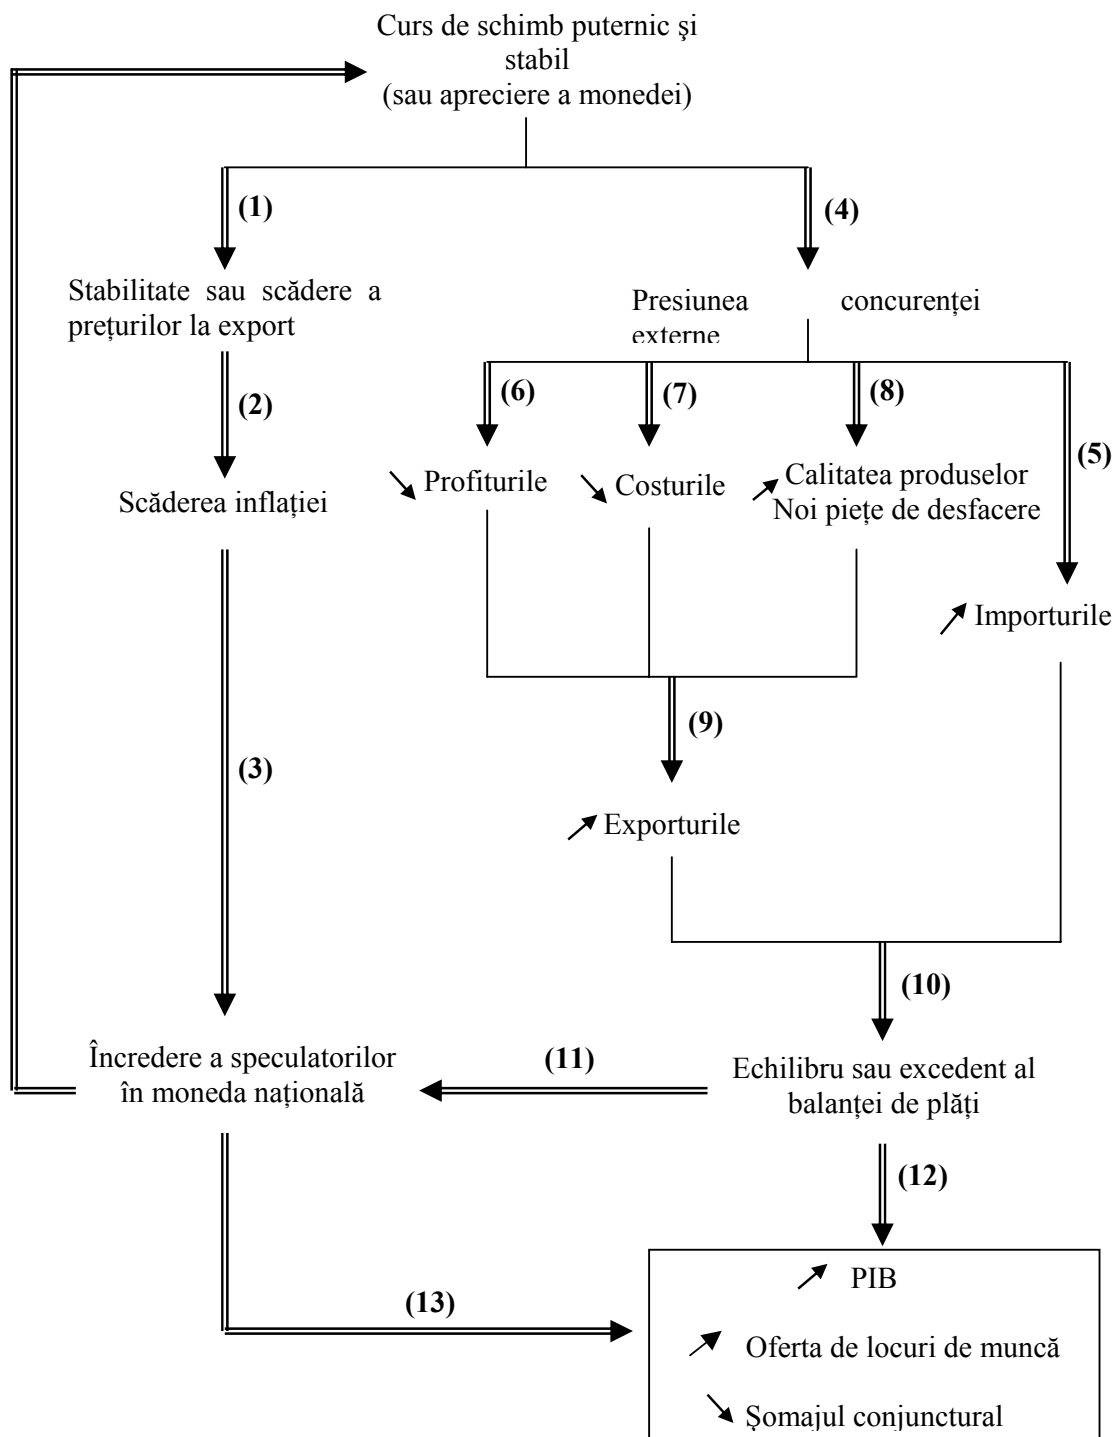 Curs de schimb puternic şi
stabil
(sau apreciere a monedei)
(1)
(4)
Stabilitate sau scădere a
prețurilor la export
Presiunea concurenței
externe
(2)
(6)
(7)
(8)
(5)
Scăderea inflației
Profiturile
Costurile
Calitatea produselor
Noi piețe de desfacere
Importurile
(3)
(9)
Exporturile
(10)
Încredere a speculatorilor
în moneda națională
(11)
Echilibru sau excedent al
balanței de plăți
(12)
(13)
PIB
Oferta de locuri de muncă
Șomajul conjunctural